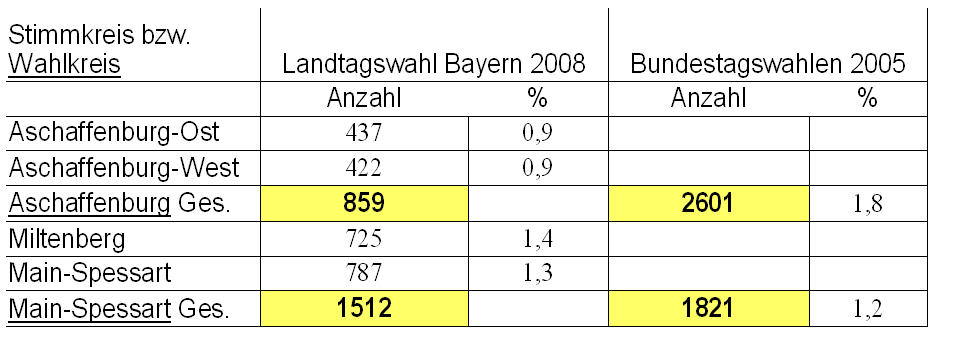 Stimmkreis bzw.
Wahlkreis Landtagswahl Bayern 2008 Bundestagswahlen 2005
Anzahl % Anzahl %
Aschaffenburg-Ost 437 0,9
Aschaffenburg-West 422 0,9
Aschaffenburg Ges. 859 2601 1,8
Miltenberg 725 1,4
Main-Spessart 787 1,3
Main-Spessart Ges. 1512 1821 1,2